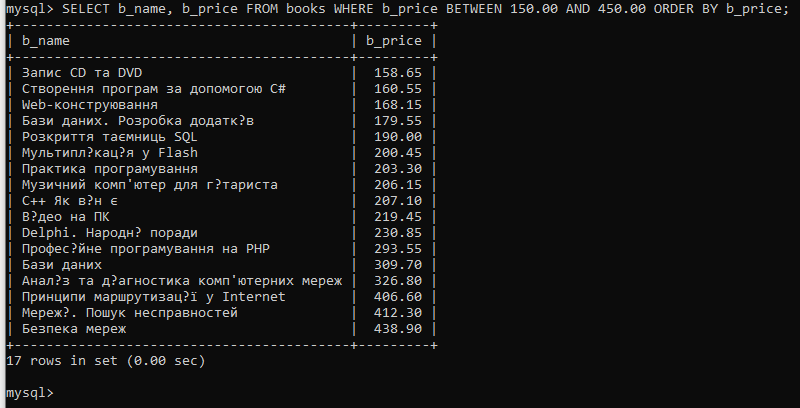 mysql> SELECT b_name, b_price FROM books WHERE b_price BETWEEN 150.00 AND 450.00 ORDER BY b_price;
+------------------------------------------+---------+
| b_name                                   | b_price |
+------------------------------------------+---------+
| Запис CD та DVD                          |  158.65 |
| Створення програм за допомогою C#        |  160.55 |
| Web-конструювання                        |  168.15 |
| Бази даних. Розробка додатк?в            |  179.55 |
| Розкриття таємниць SQL                   |  190.00 |
| Мультипл?кац?я у Flash                   |  200.45 |
| Практика програмування                   |  203.30 |
| Музичний комп'ютер для г?тариста         |  206.15 |
| C++ Як в?н є                             |  207.10 |
| В?део на ПК                              |  219.45 |
| Delphi. Народн? поради                   |  230.85 |
| Профес?йне програмування на PHP          |  293.55 |
| Бази даних                               |  309.70 |
| Анал?з та д?агностика комп'ютерних мереж |  326.80 |
| Принципи маршрутизац?ї у Internet        |  406.60 |
| Мереж?. Пошук несправностей              |  412.30 |
| Безпека мереж                            |  438.90 |
+------------------------------------------+---------+
17 rows in set (0.00 sec)
mysql>